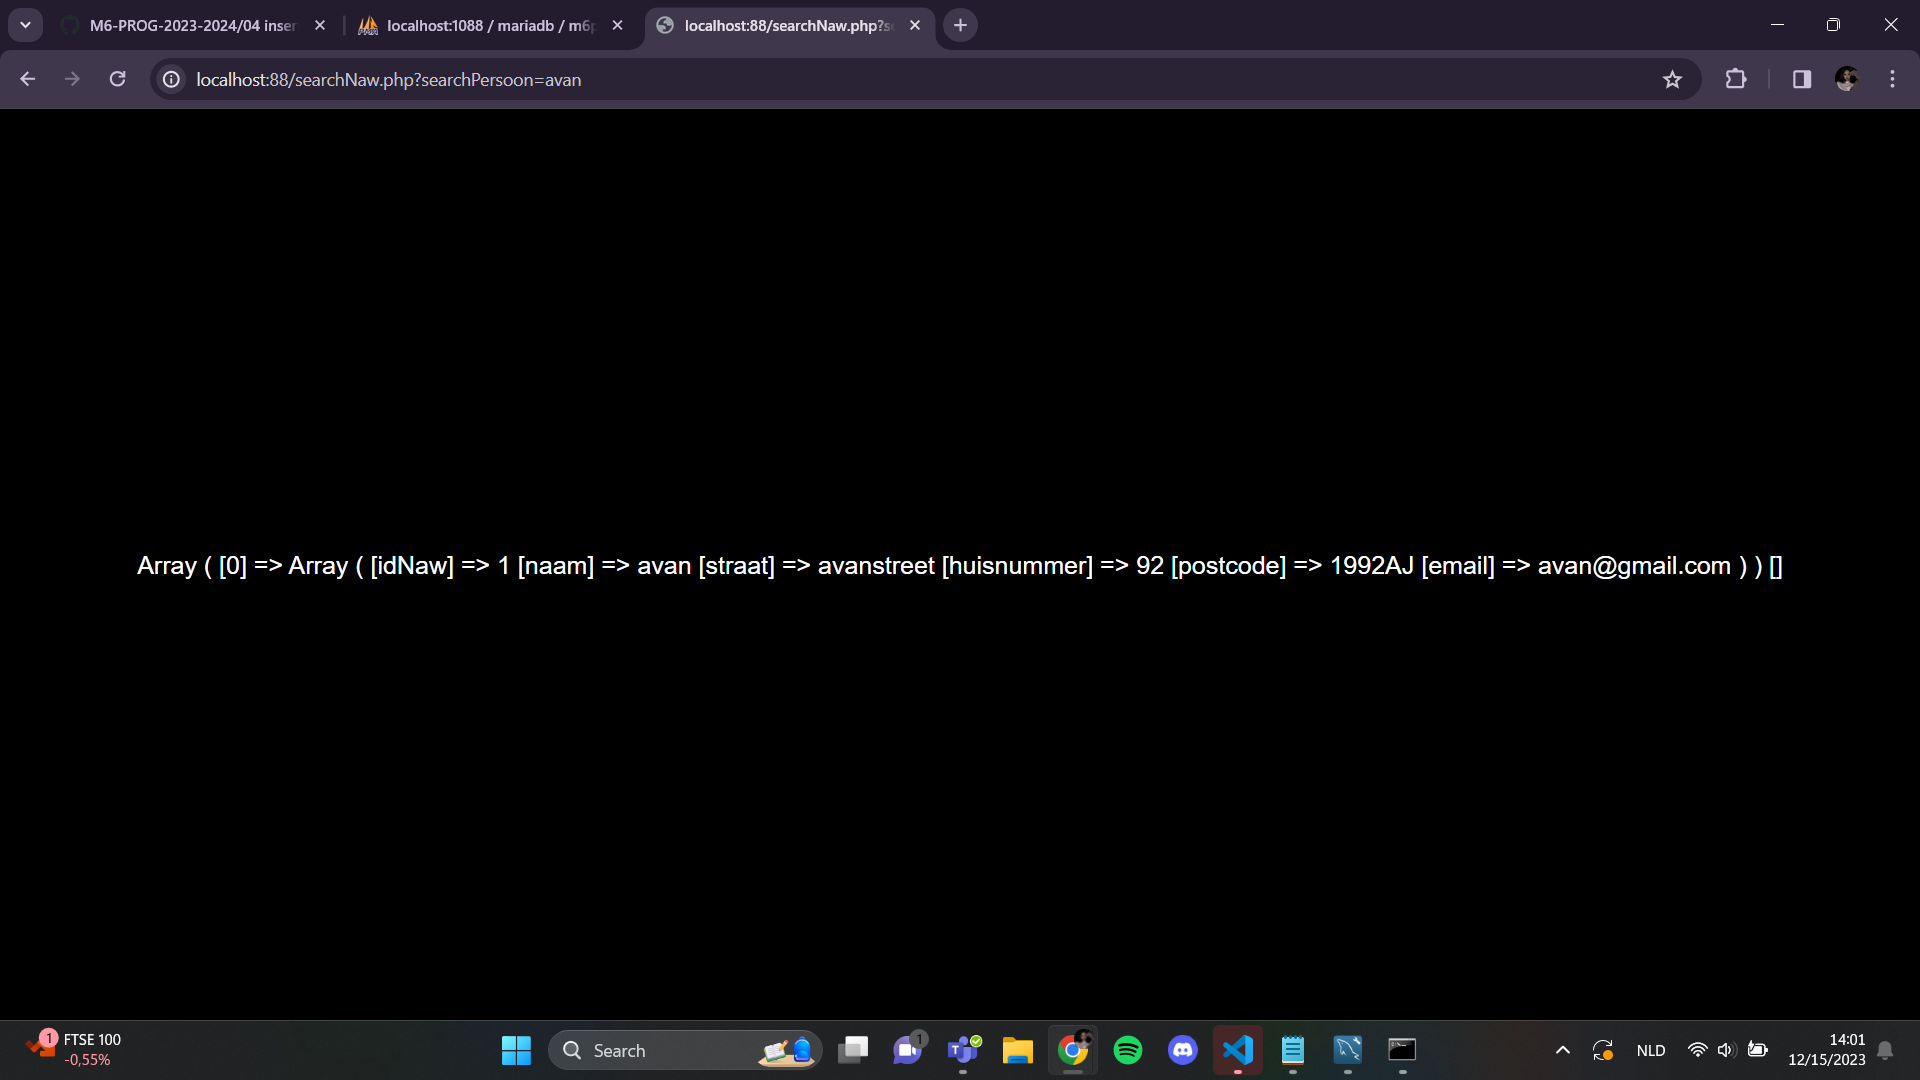 M6-PROG-2023-2024/04 inser
localhost:1088 / mariadb / m6p
localhost:88/searchNaw.php?s
localhost:88/searchNaw.php?searchPersoon=avan
Array ( [0] => Array ( [idNaw] => 1 [naam] => avan [straat] => avanstreet [huisnummer] => 92 [postcode] => 1992AJ [email] => avan@gmail.com ) ) []
1
FTSE 100
-0,55%
Search
1
NLD
14:01
12/15/2023